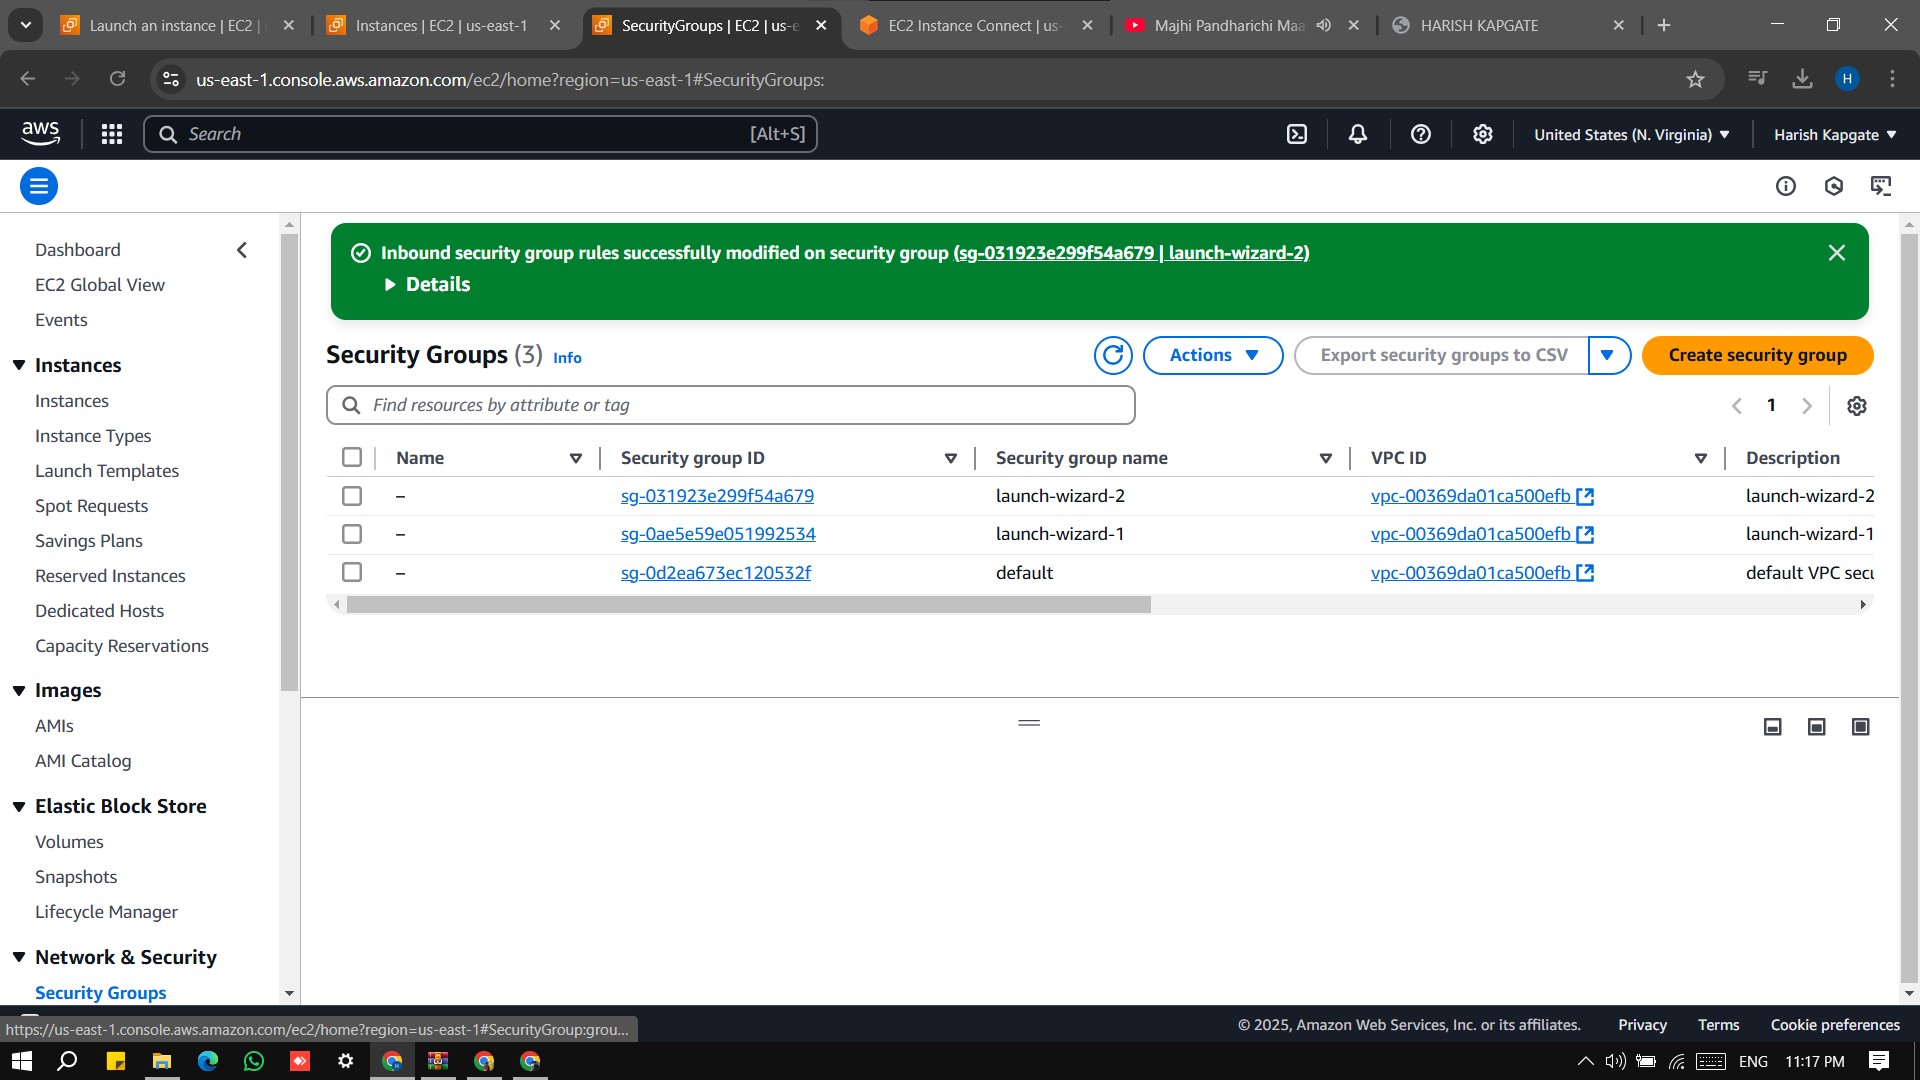 Launch an instance | EC2 |
Instances | EC2 | us-east-1
SecurityGroups | EC2 | us-e
EC2 Instance Connect | us-
Majhi Pandharichi Maa
HARISH KAPGATE
us-east-1.console.aws.amazon.com/ec2/home?region=us-east-1#SecurityGroups:
H
aws
Search
[Alt+S]
United States (N. Virginia)
Harish Kapgate
Dashboard
EC2 Global View
Events
Instances
Instances
Instance Types
Launch Templates
Spot Requests
Savings Plans
Reserved Instances
Dedicated Hosts
Capacity Reservations
Images
AMIs
AMI Catalog
Elastic Block Store
Volumes
Snapshots
Lifecycle Manager
Network & Security
Security Groups
Inbound security group rules successfully modified on security group (sg-031923e299f54a679 | launch-wizard-2)
Details
Security Groups (3) Info
Actions
Export security groups to CSV
Create security group
Find resources by attribute or tag
1
Name Security group ID Security group name VPC ID Description
– sg-031923e299f54a679 launch-wizard-2 vpc-00369da01ca500efb launch-wizard-2
– sg-0ae5e59e051992534 launch-wizard-1 vpc-00369da01ca500efb launch-wizard-1
– sg-0d2ea673ec120532f default vpc-00369da01ca500efb default VPC secu
https://us-east-1.console.aws.amazon.com/ec2/home?region=us-east-1#SecurityGroup:grou...
© 2025, Amazon Web Services, Inc. or its affiliates.
Privacy
Terms
Cookie preferences
ENG
11:17 PM